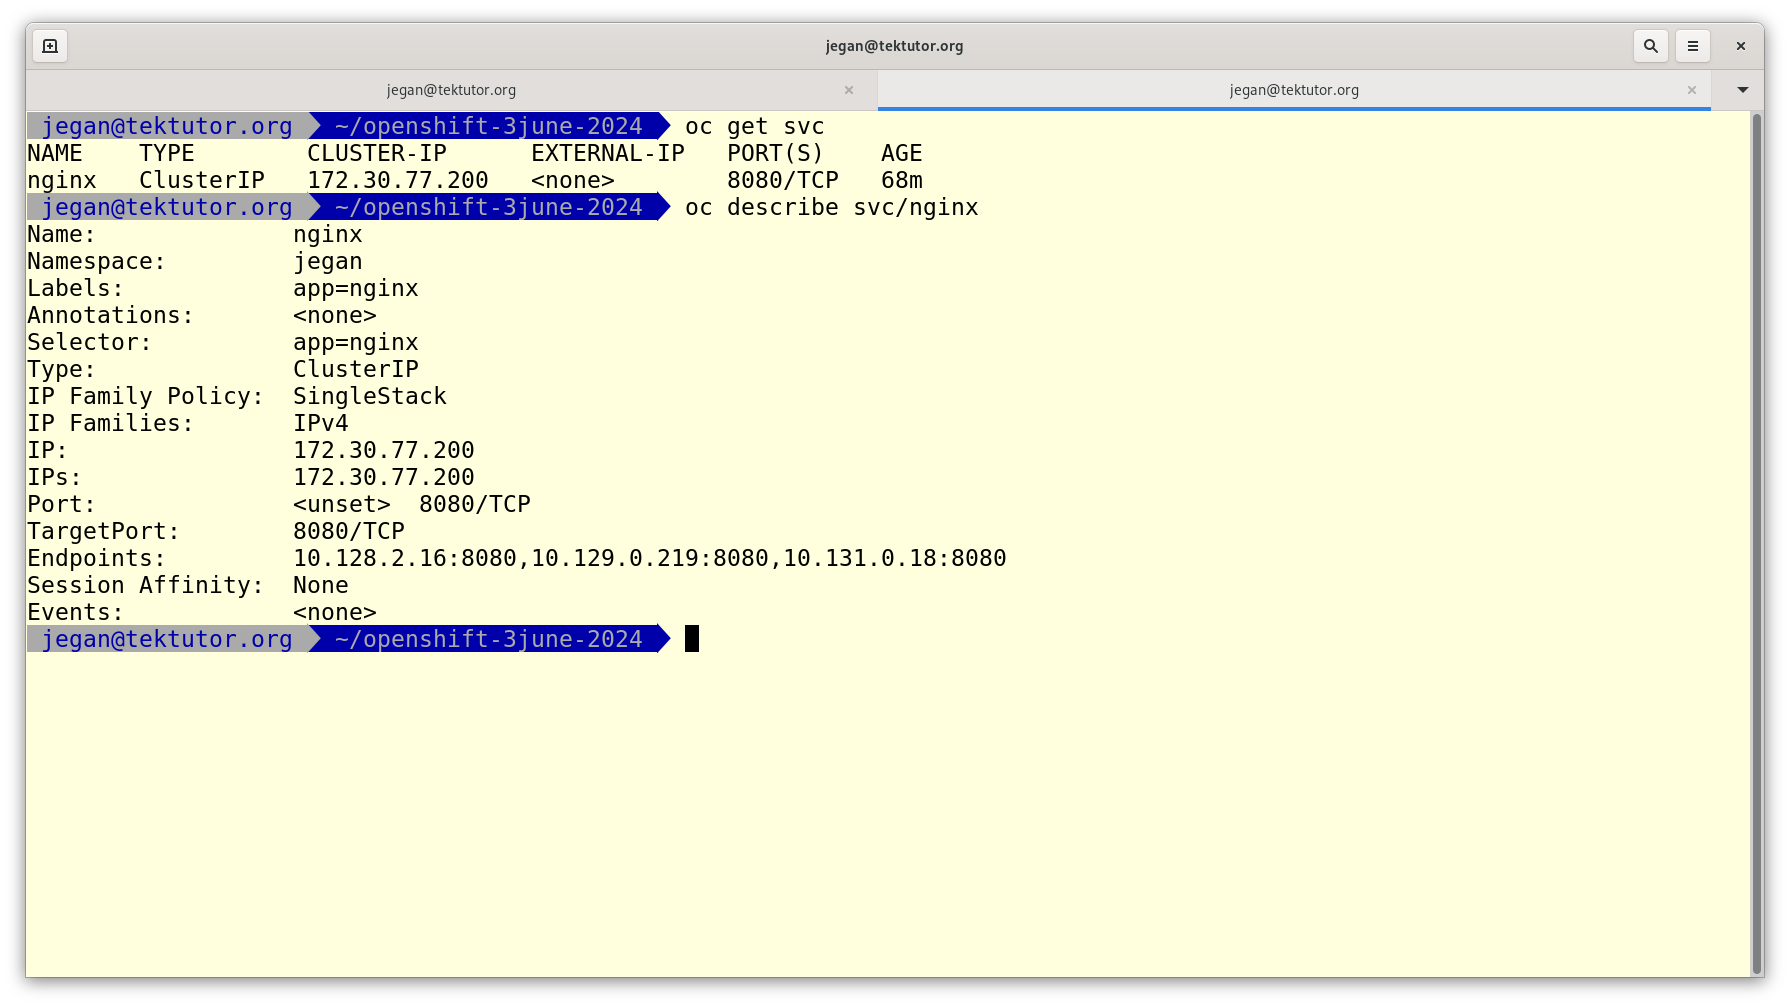 jegan@tektutor.org
jegan@tektutor.org jegan@tektutor.org
jegan@tektutor.org ~/openshift-3june-2024 oc get svc
NAME    TYPE        CLUSTER-IP      EXTERNAL-IP   PORT(S)    AGE
nginx   ClusterIP   172.30.77.200   <none>        8080/TCP   68m
jegan@tektutor.org ~/openshift-3june-2024 oc describe svc/nginx
Name:              nginx
Namespace:         jegan
Labels:            app=nginx
Annotations:       <none>
Selector:          app=nginx
Type:              ClusterIP
IP Family Policy:  SingleStack
IP Families:       IPv4
IP:                172.30.77.200
IPs:               172.30.77.200
Port:              <unset>  8080/TCP
TargetPort:        8080/TCP
Endpoints:         10.128.2.16:8080,10.129.0.219:8080,10.131.0.18:8080
Session Affinity:  None
Events:            <none>
jegan@tektutor.org ~/openshift-3june-2024